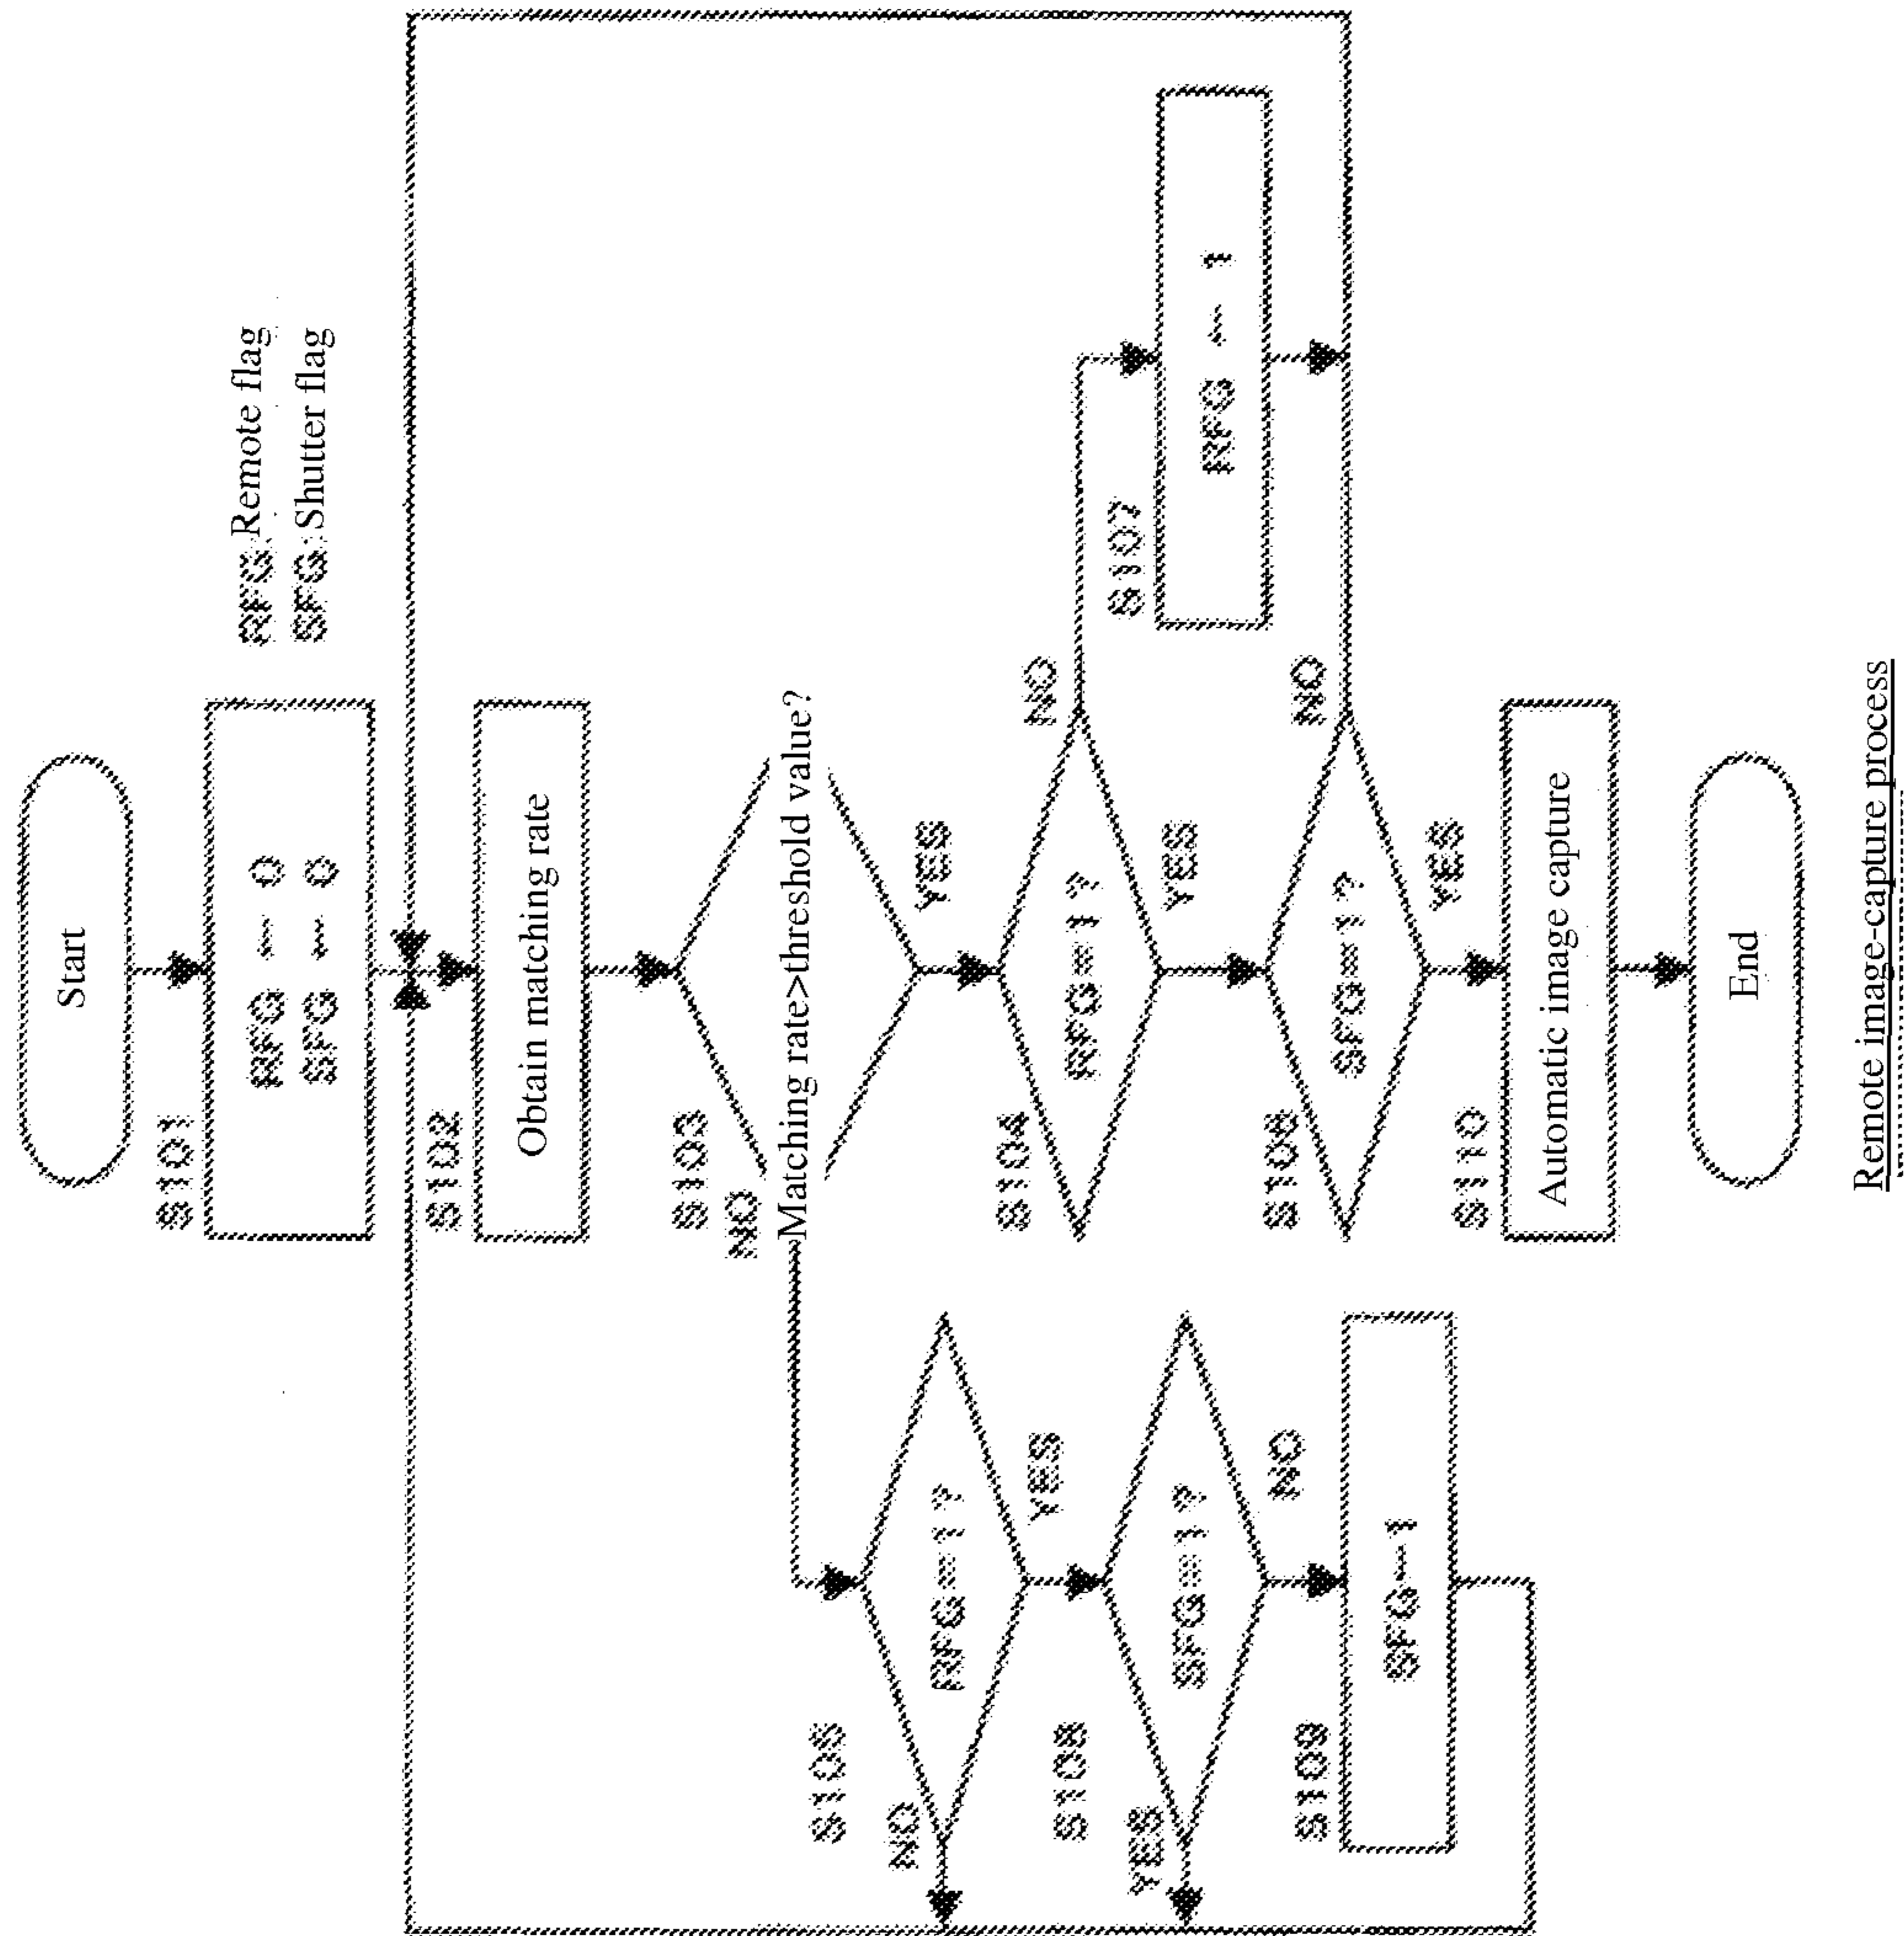 Start
S101
RFG ← 0
SFG ← 0
RFG:Remote flag
SFG:Shutter flag
S102
Obtain matching rate
S103
NO
Matching rate>threshold value?
YES
S104
RFG=1?
NO
YES
S107
RFG ← 1
S105
RFG=1?
NO
YES
S106
SFG=1?
NO
YES
S108
SFG=1?
YES
NO
S109
SFG←1
S110
Automatic image capture
End
Remote image-capture process